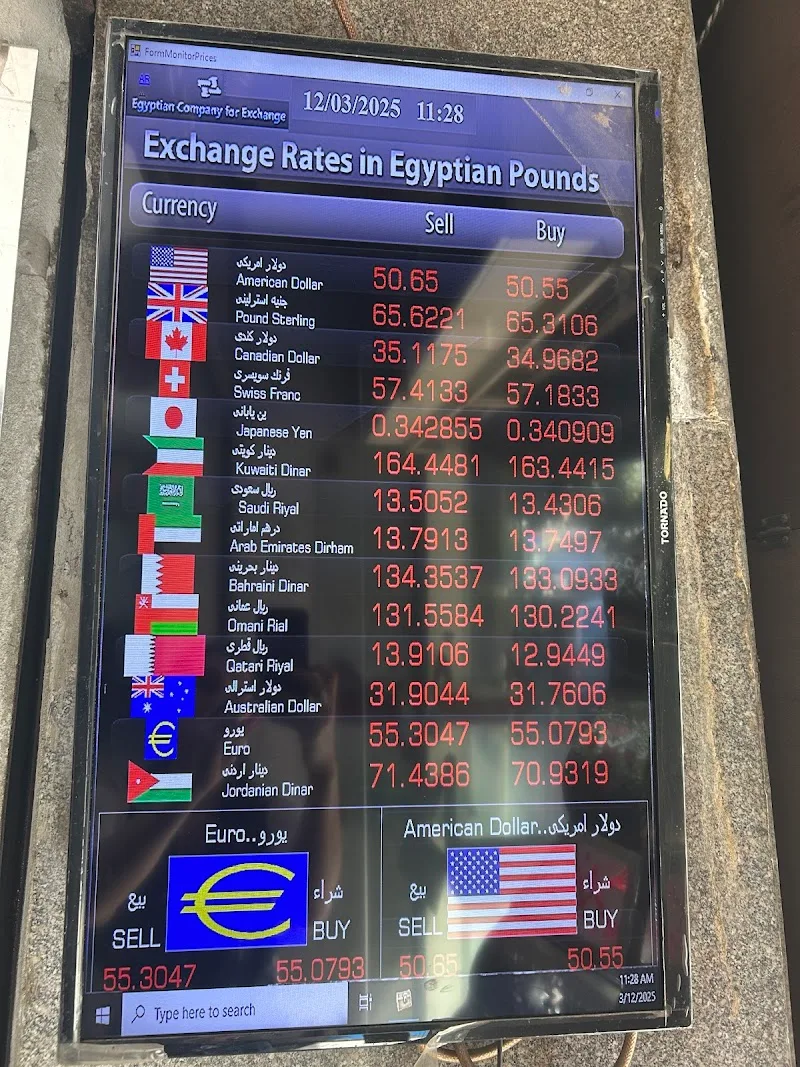 FormMonitorPrices
AR
Egyptian Company for Exchange
12/03/2025 11:28
Exchange Rates in Egyptian Pounds
Currency Sell Buy
دولار امريكى
American Dollar 50.65 50.55
جنيه استرلينى
Pound Sterling 65.6221 65.3106
دولار كندى
Canadian Dollar 35.1175 34.9682
فرنك سويسرى
Swiss Franc 57.4133 57.1833
ين يابانى
Japanese Yen 0.342855 0.340909
دينار كويتى
Kuwaiti Dinar 164.4481 163.4415
ريال سعودى
Saudi Riyal 13.5052 13.4306
درهم اماراتى
Arab Emirates Dirham 13.7913 13.7497
دينار بحرينى
Bahraini Dinar 134.3537 133.0933
ريال عمانى
Omani Rial 131.5584 130.2241
ريال قطرى
Qatari Riyal 13.9106 12.9449
دولار استرالى
Australian Dollar 31.9044 31.7606
يورو
Euro 55.3047 55.0793
دينار اردنى
Jordanian Dinar 71.4386 70.9319
Euro..يورو
بيع شراء
SELL BUY
55.3047 55.0793
American Dollar..دولار امريكى
بيع شراء
SELL BUY
50.65 50.55
Type here to search
11:28 AM
3/12/2025
TORNADO